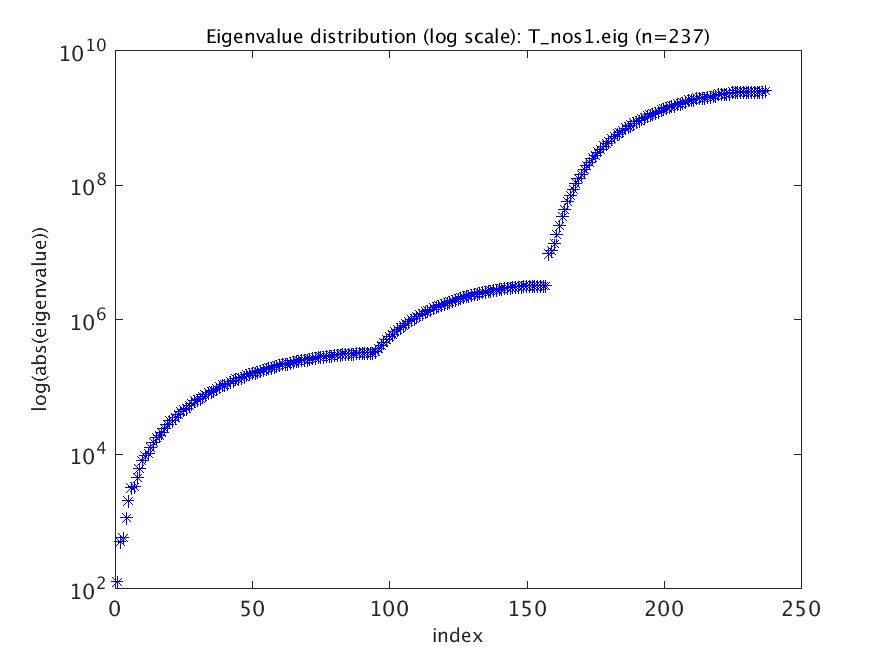 Eigenvalue distribution (log scale): T_nos1.eig (n=237)
10^10
10^8
10^6
10^4
10^2
log(abs(eigenvalue))
0 50 100 150 200 250
index